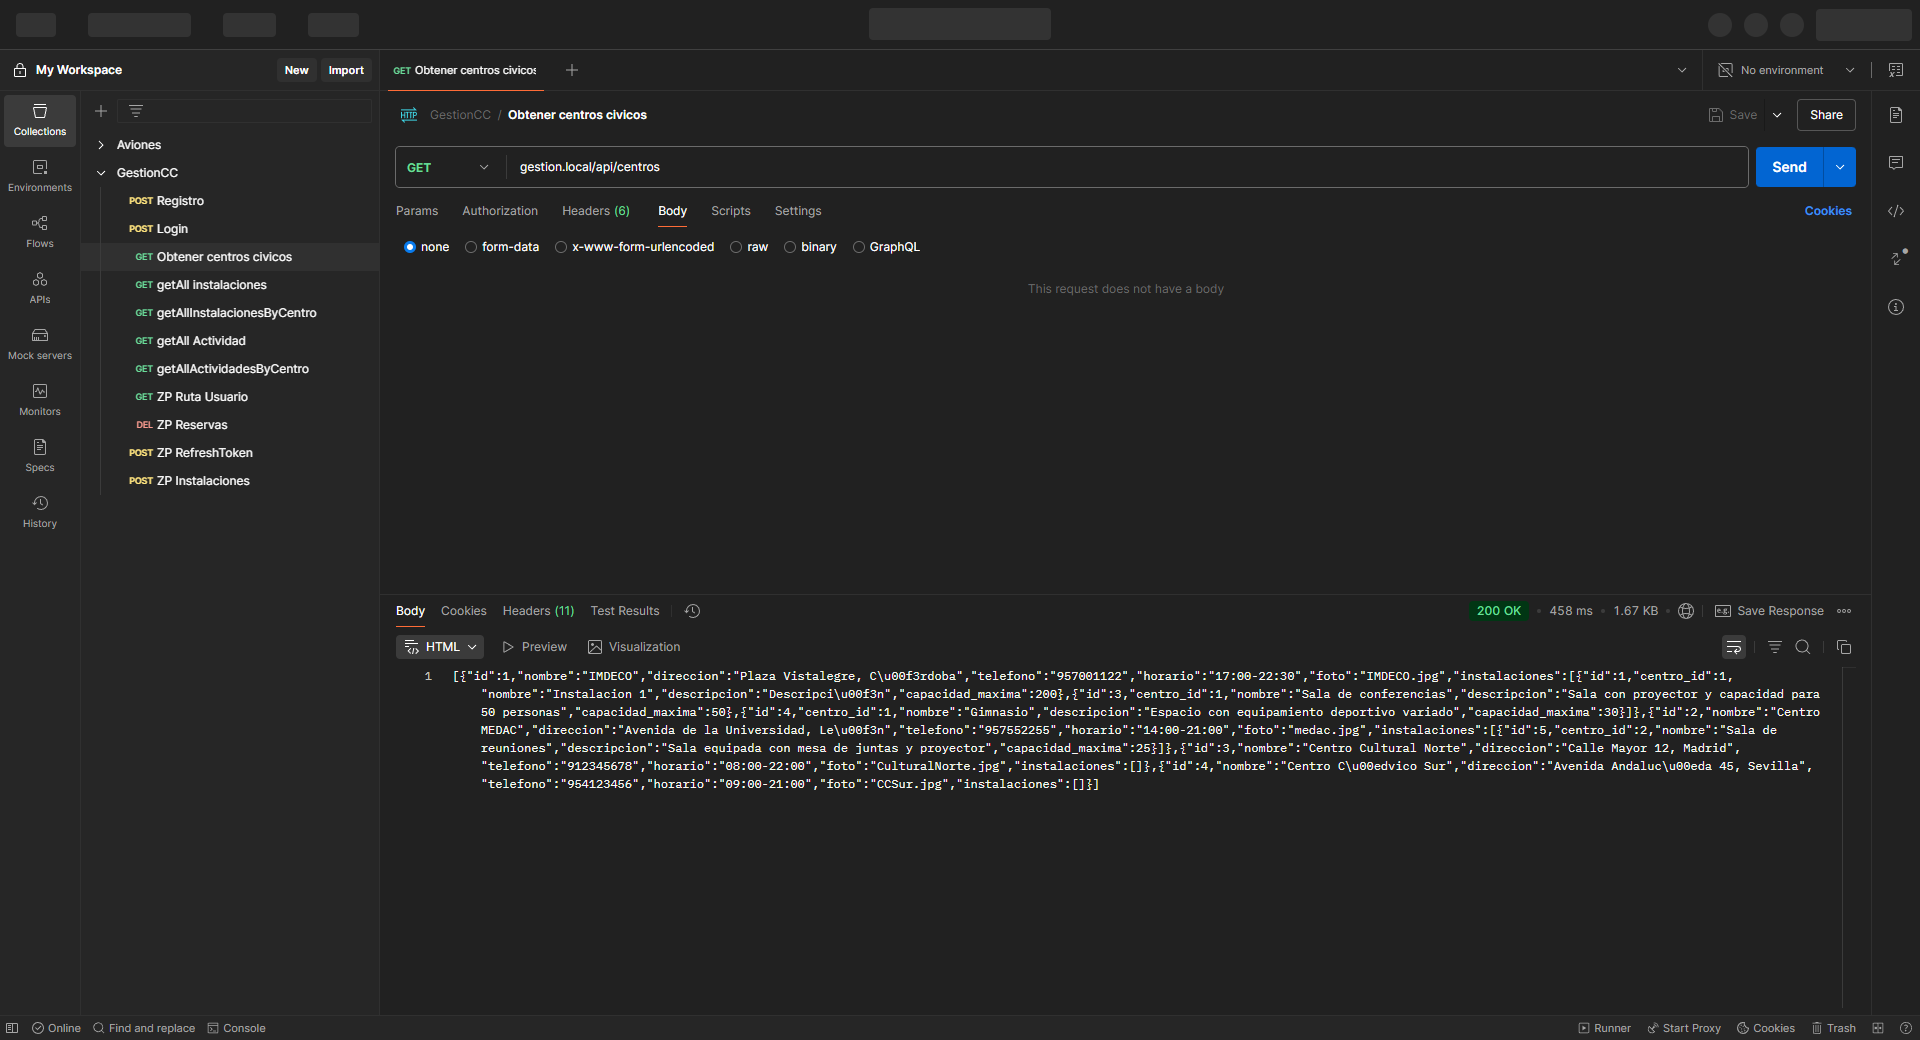 My Workspace
New
Import
GET Obtener centros civicos
No environment
Collections
Environments
Flows
APIs
Mock servers
Monitors
Specs
History
Aviones
GestionCC
POST Registro
POST Login
GET Obtener centros civicos
GET getAll instalaciones
GET getAllInstalacionesByCentro
GET getAll Actividad
GET getAllActividadesByCentro
GET ZP Ruta Usuario
DEL ZP Reservas
POST ZP RefreshToken
POST ZP Instalaciones
HTTP GestionCC / Obtener centros civicos
Save
Share
GET gestion.local/api/centros
Send
Params Authorization Headers (6) Body Scripts Settings
Cookies
none form-data x-www-form-urlencoded raw binary GraphQL
This request does not have a body
Body Cookies Headers (11) Test Results
200 OK • 458 ms • 1.67 KB •
e.g. Save Response
HTML Preview Visualization
1 [{"id":1,"nombre":"IMDECO","direccion":"Plaza Vistalegre, C\u00f3rdoba","telefono":"957001122","horario":"17:00-22:30","foto":"IMDECO.jpg","instalaciones":[{"id":1,"centro_id":1,
"nombre":"Instalacion 1","descripcion":"Descripci\u00f3n","capacidad_maxima":200},{"id":3,"centro_id":1,"nombre":"Sala de conferencias","descripcion":"Sala con proyector y capacidad para
50 personas","capacidad_maxima":50},{"id":4,"centro_id":1,"nombre":"Gimnasio","descripcion":"Espacio con equipamiento deportivo variado","capacidad_maxima":30}]},{"id":2,"nombre":"Centro
MEDAC","direccion":"Avenida de la Universidad, Le\u00f3n","telefono":"957552255","horario":"14:00-21:00","foto":"medac.jpg","instalaciones":[{"id":5,"centro_id":2,"nombre":"Sala de
reuniones","descripcion":"Sala equipada con mesa de juntas y proyector","capacidad_maxima":25}]},{"id":3,"nombre":"Centro Cultural Norte","direccion":"Calle Mayor 12, Madrid",
"telefono":"912345678","horario":"08:00-22:00","foto":"CulturalNorte.jpg","instalaciones":[]},{"id":4,"nombre":"Centro C\u00edvico Sur","direccion":"Avenida Andaluc\u00eda 45, Sevilla",
"telefono":"954123456","horario":"09:00-21:00","foto":"CCSur.jpg","instalaciones":[]}]
Online Find and replace Console
Runner Start Proxy Cookies Trash